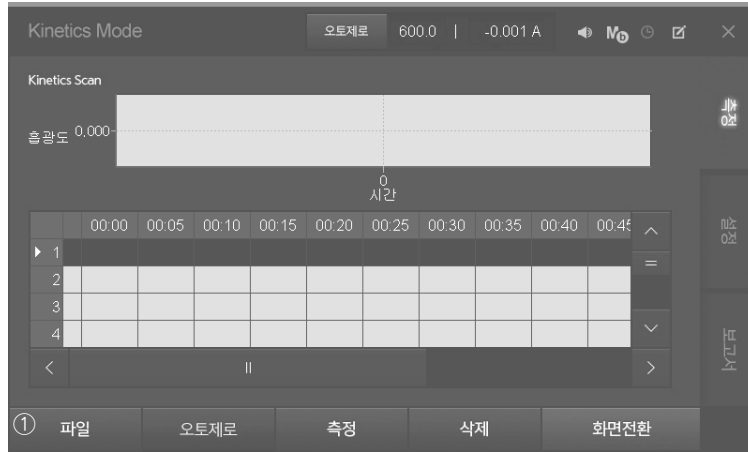 Kinetics Mode 오토제로 600.0 | -0.001 A M D
Kinetics Scan
흡광도 0,000
0
시간
측정
설정
보고서
00:00 00:05 00:10 00:15 00:20 00:25 00:30 00:35 00:40 00:45
1
2
3
4
① 파일 오토제로 측정 삭제 화면전환